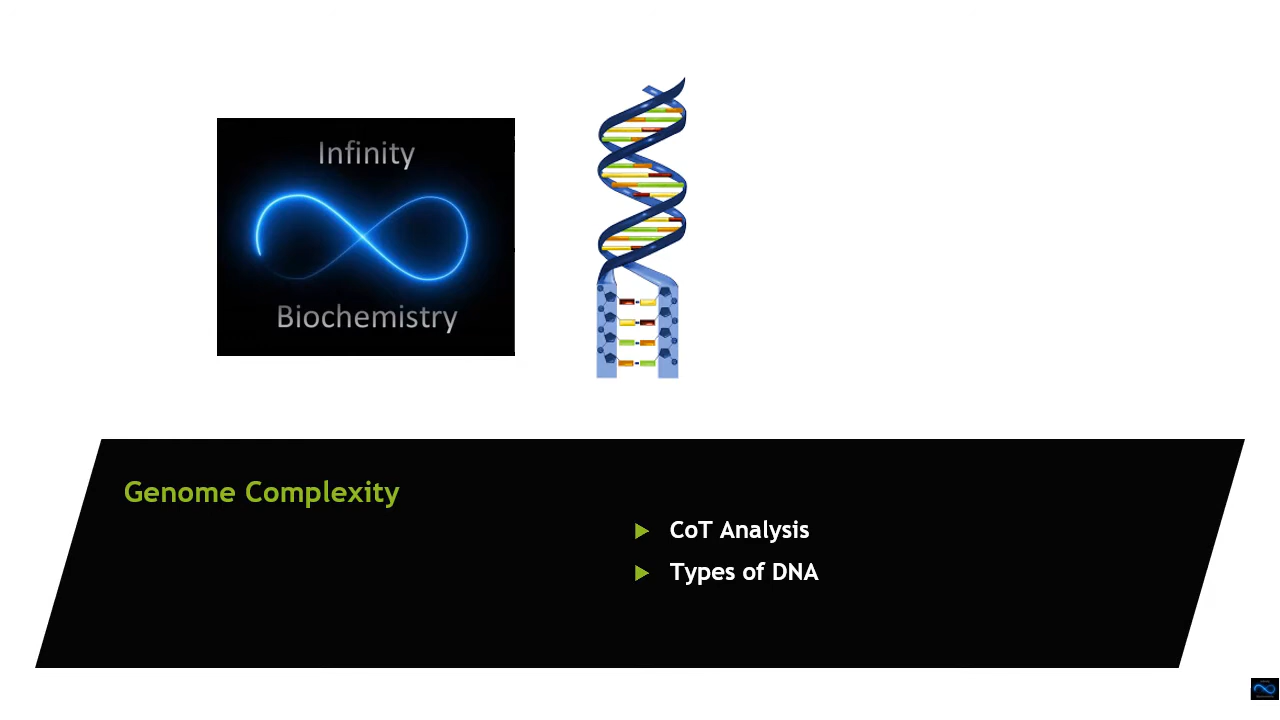 Infinity
Biochemistry
Genome Complexity
CoT Analysis
Types of DNA